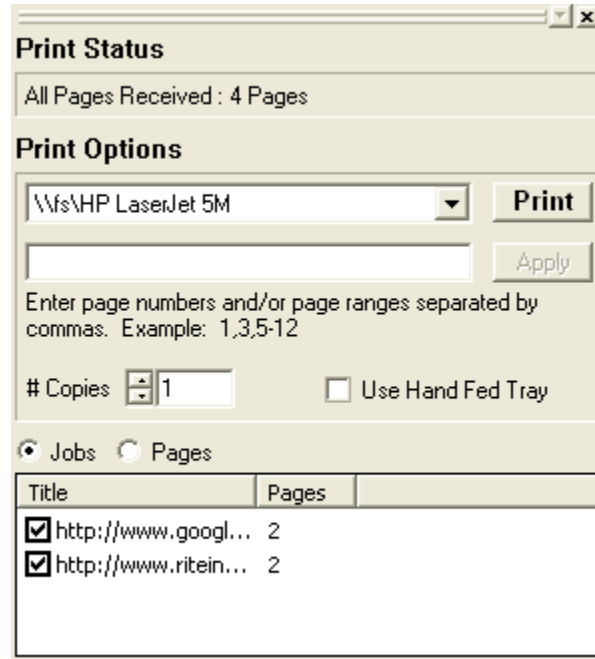 Print Status
All Pages Received : 4 Pages
Print Options
\\fs\HP LaserJet 5M
Print
Apply
Enter page numbers and/or page ranges separated by
commas.  Example:  1,3,5-12
# Copies 1 Use Hand Fed Tray
Jobs Pages
Title Pages
http://www.googl... 2
http://www.ritein... 2